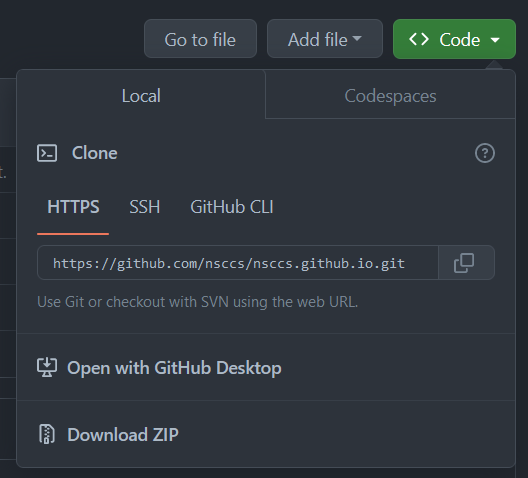 Go to file
Add file
Code
Local
Codespaces
Clone
HTTPS
SSH
GitHub CLI
https://github.com/nsccs/nsccs.github.io.git
Use Git or checkout with SVN using the web URL.
Open with GitHub Desktop
Download ZIP